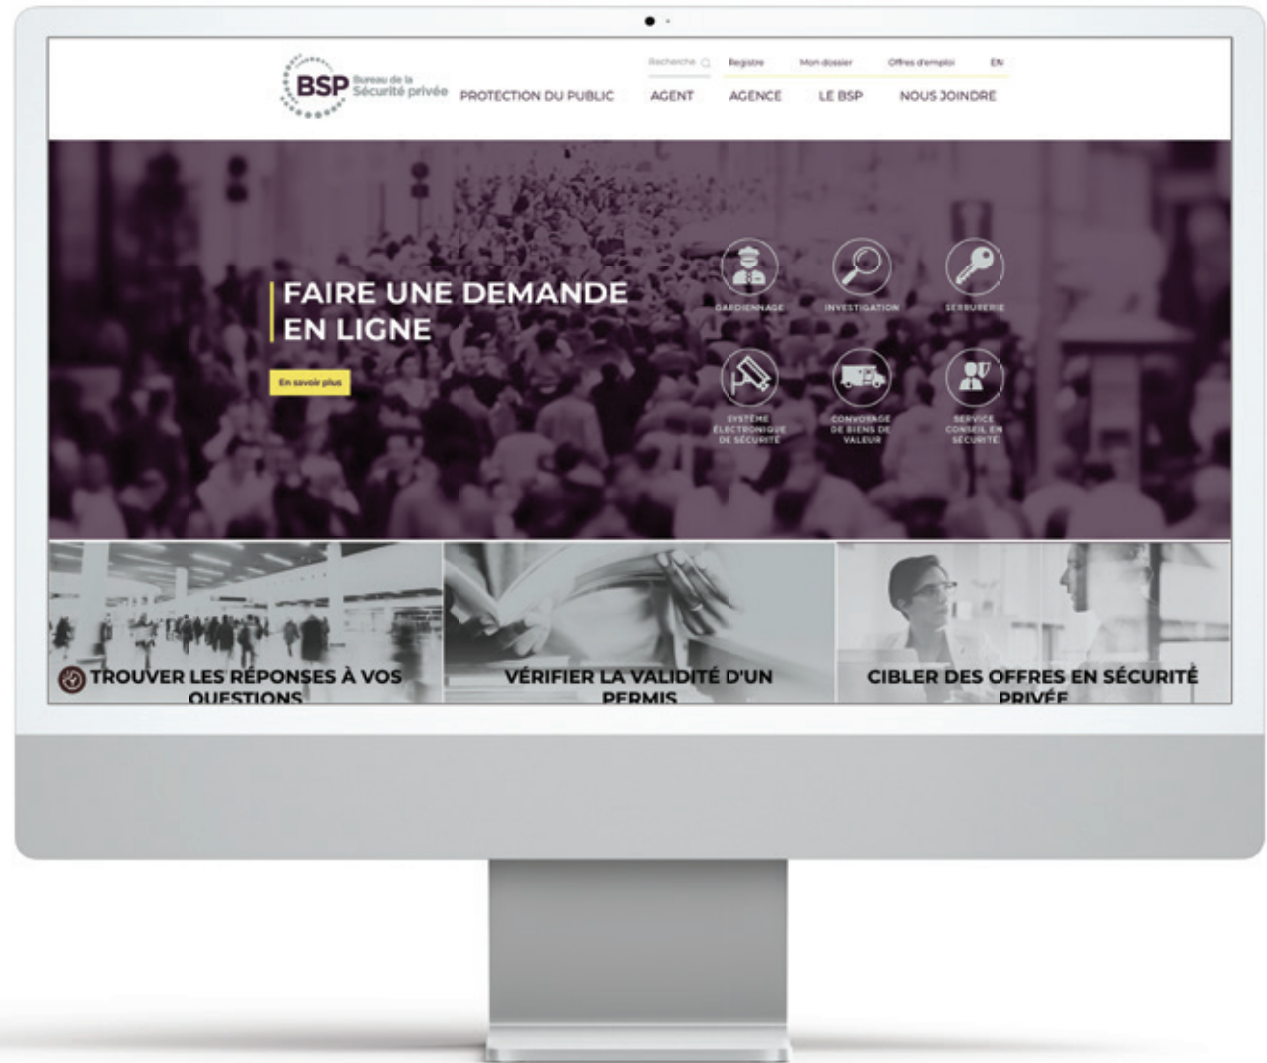 BSP
Bureau de la
Sécurité privée
Recherche
Registre
Mon dossier
Offres d'emploi
EN
PROTECTION DU PUBLIC
AGENT
AGENCE
LE BSP
NOUS JOINDRE
FAIRE UNE DEMANDE
EN LIGNE
En savoir plus
GARDIENNAGE
INVESTIGATION
SERRURERIE
SYSTÈME
ÉLECTRONIQUE
DE SÉCURITÉ
CONVOYAGE
DE BIENS DE
VALEUR
SERVICE
CONSEIL EN
SÉCURITÉ
TROUVER LES RÉPONSES À VOS
QUESTIONS
VÉRIFIER LA VALIDITÉ D'UN
PERMIS
CIBLER DES OFFRES EN SÉCURITÉ
PRIVÉE